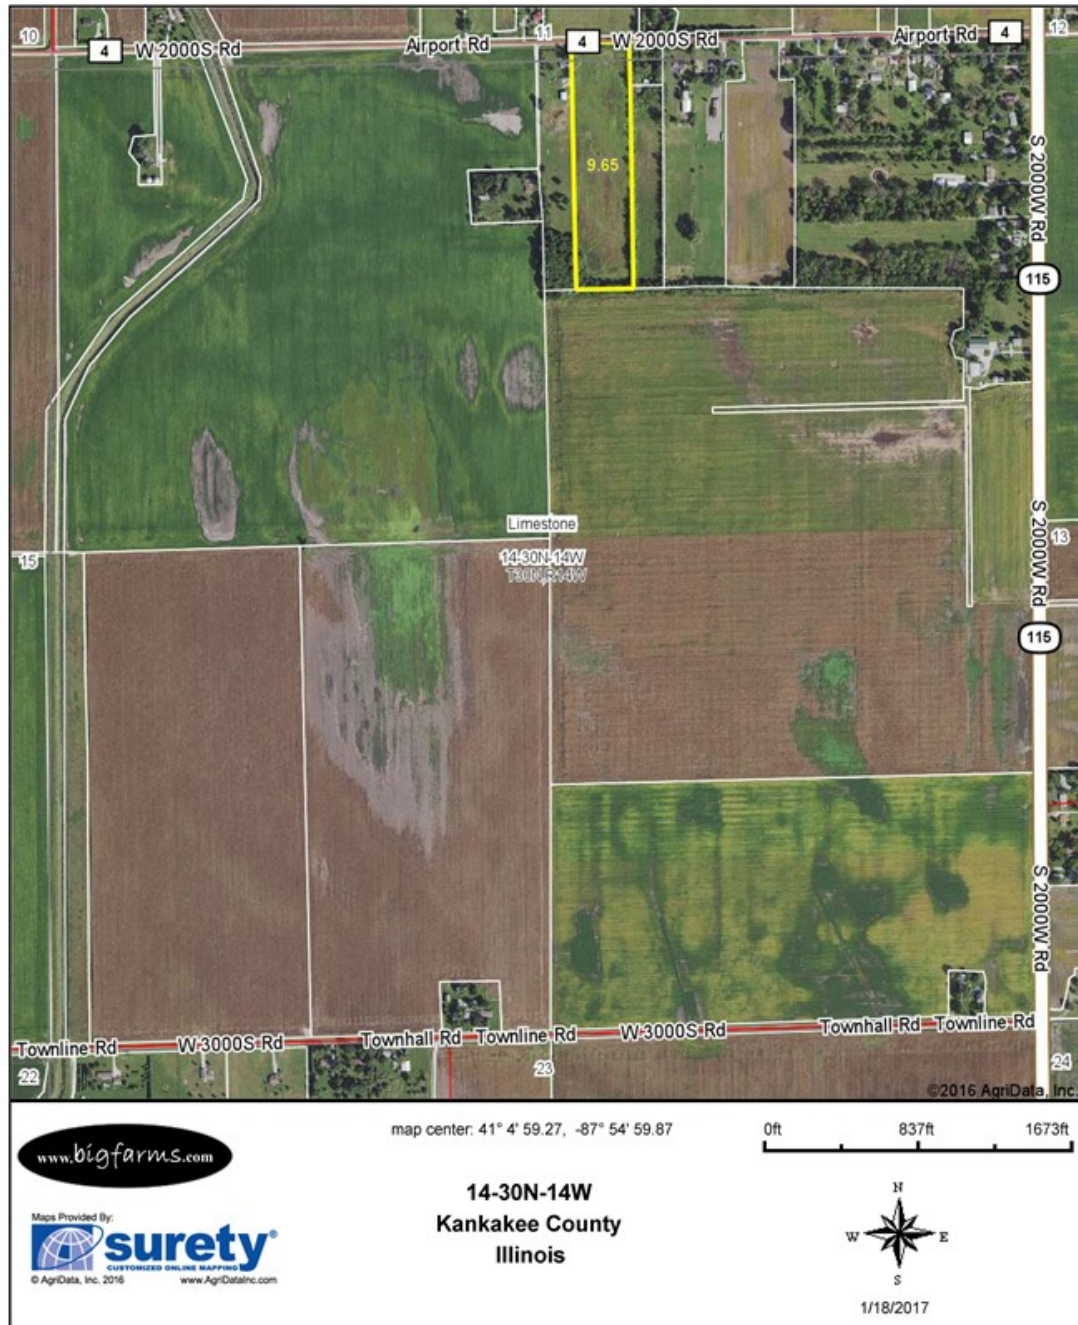 10
11
12
4
W 2000S Rd
Airport Rd
4
W 2000S Rd
Airport Rd
4
9.65
S 2000W Rd
115
Limestone
14-30N-14W
T30N,R14W
15
13
S 2000W Rd
115
S 2000W Rd
Townline Rd
W 3000S Rd
Townhall Rd
Townline Rd
W 3000S Rd
Townhall Rd
Townline Rd
22
23
24
©2016 AgriData, Inc.
www.bigfarms.com
map center: 41° 4' 59.27, -87° 54' 59.87
0ft 837ft 1673ft
14-30N-14W
Kankakee County
Illinois
Maps Provided By:
surety®
CUSTOMIZED ONLINE MAPPING
© AgriData, Inc. 2016 www.AgriDataInc.com
N
W E
S
1/18/2017